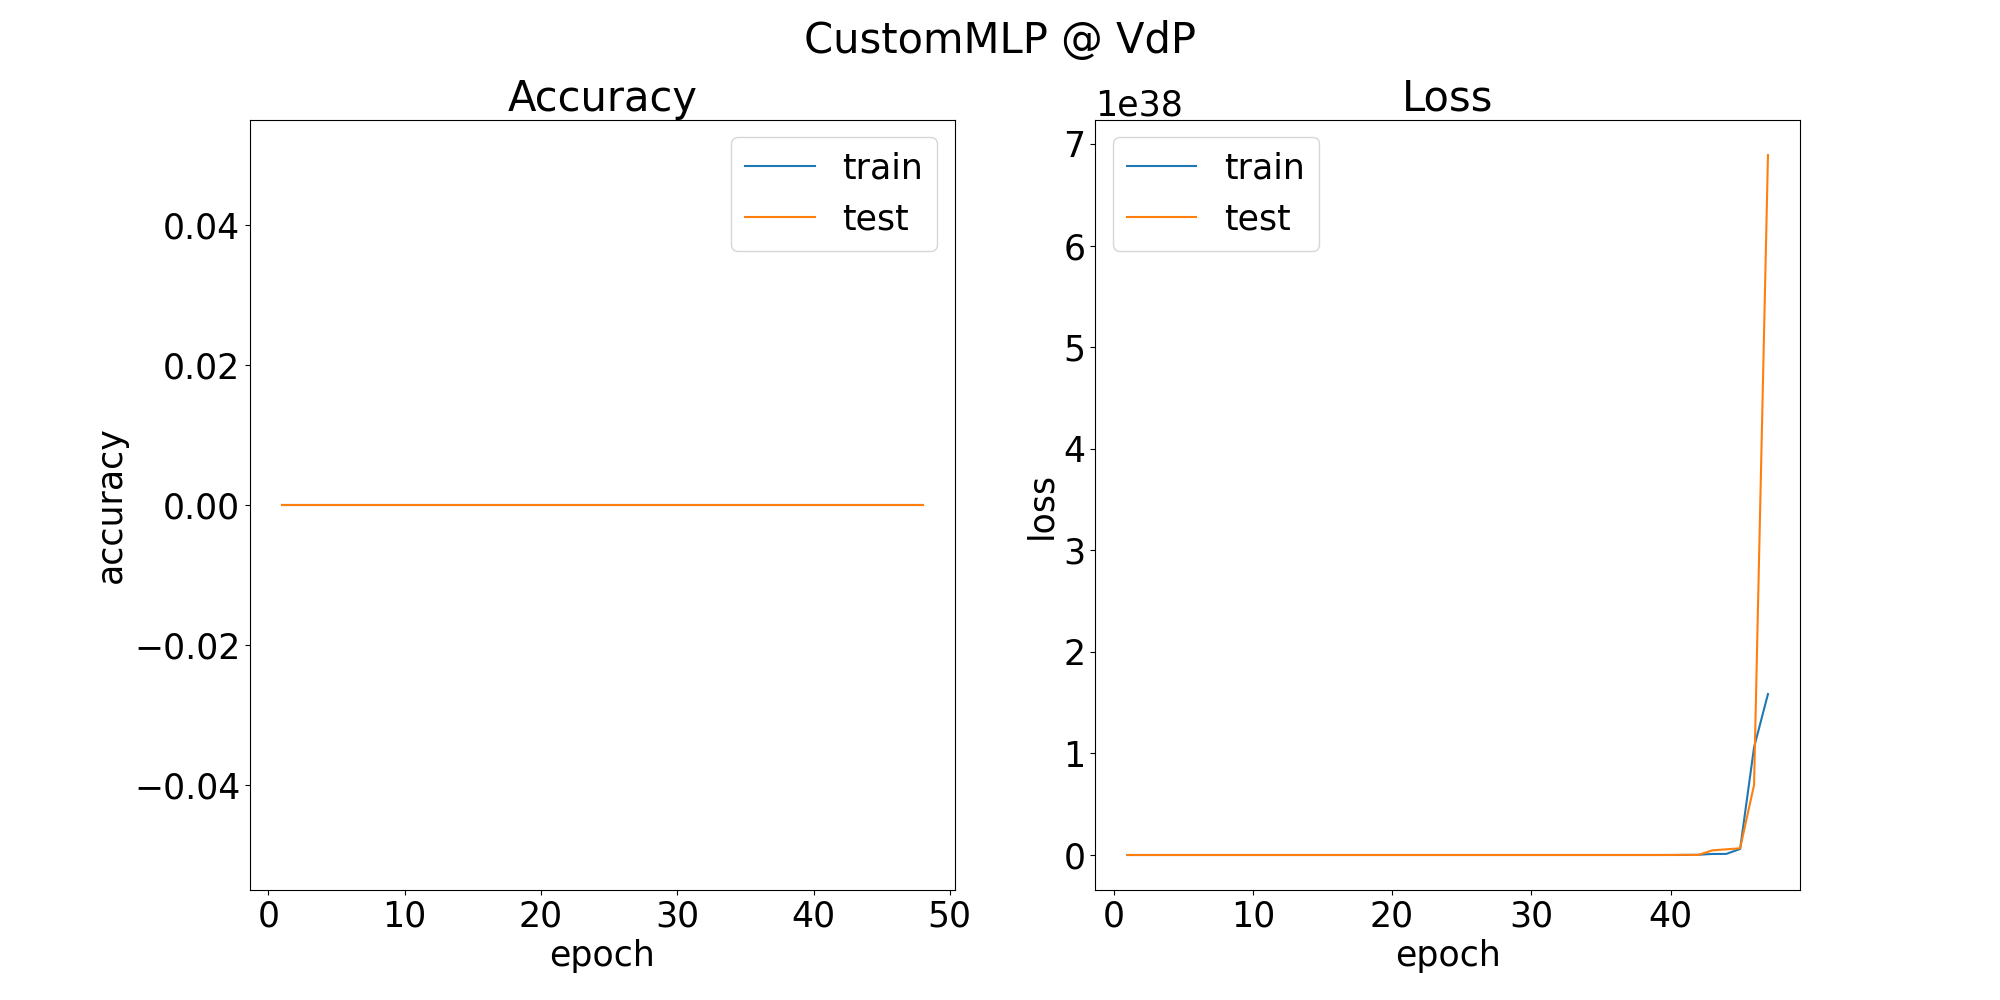 CustomMLP @ VdP
Accuracy
train
test
0.04
0.02
0.00
−0.02
−0.04
accuracy
0 10 20 30 40 50
epoch
Loss
1e38
train
test
7
6
5
4
3
2
1
0
loss
0 10 20 30 40
epoch